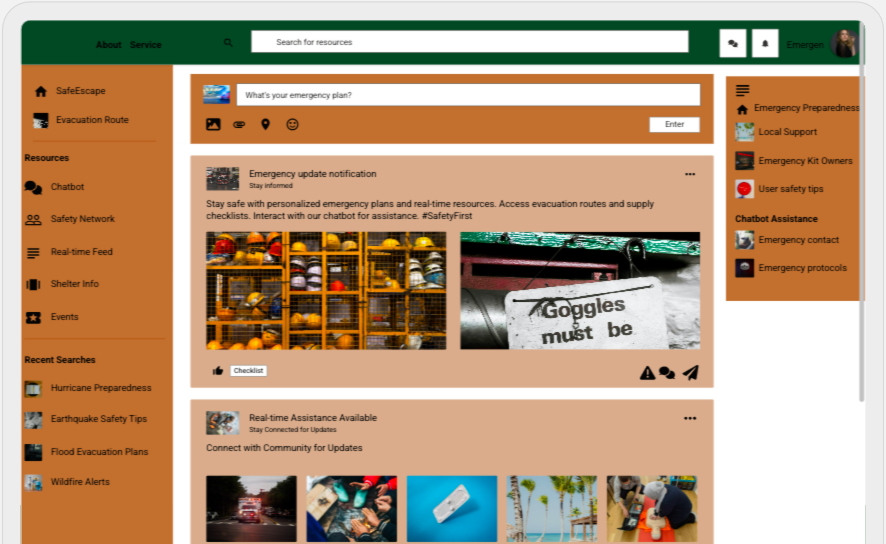 About Service
Search for resources
Emergen
SafeEscape
Evacuation Route
Resources
Chatbot
Safety Network
Real-time Feed
Shelter Info
Events
Recent Searches
Hurricane Preparedness
Earthquake Safety Tips
Flood Evacuation Plans
Wildfire Alerts
What's your emergency plan?
Enter
Emergency update notification
Stay informed
Stay safe with personalized emergency plans and real-time resources. Access evacuation routes and supply
checklists. Interact with our chatbot for assistance. #SafetyFirst
Goggles
must be
Checklist
Real-time Assistance Available
Stay Connected for Updates
Connect with Community for Updates
Emergency Preparedness
Local Support
Emergency Kit Owners
User safety tips
Chatbot Assistance
Emergency contact
Emergency protocols